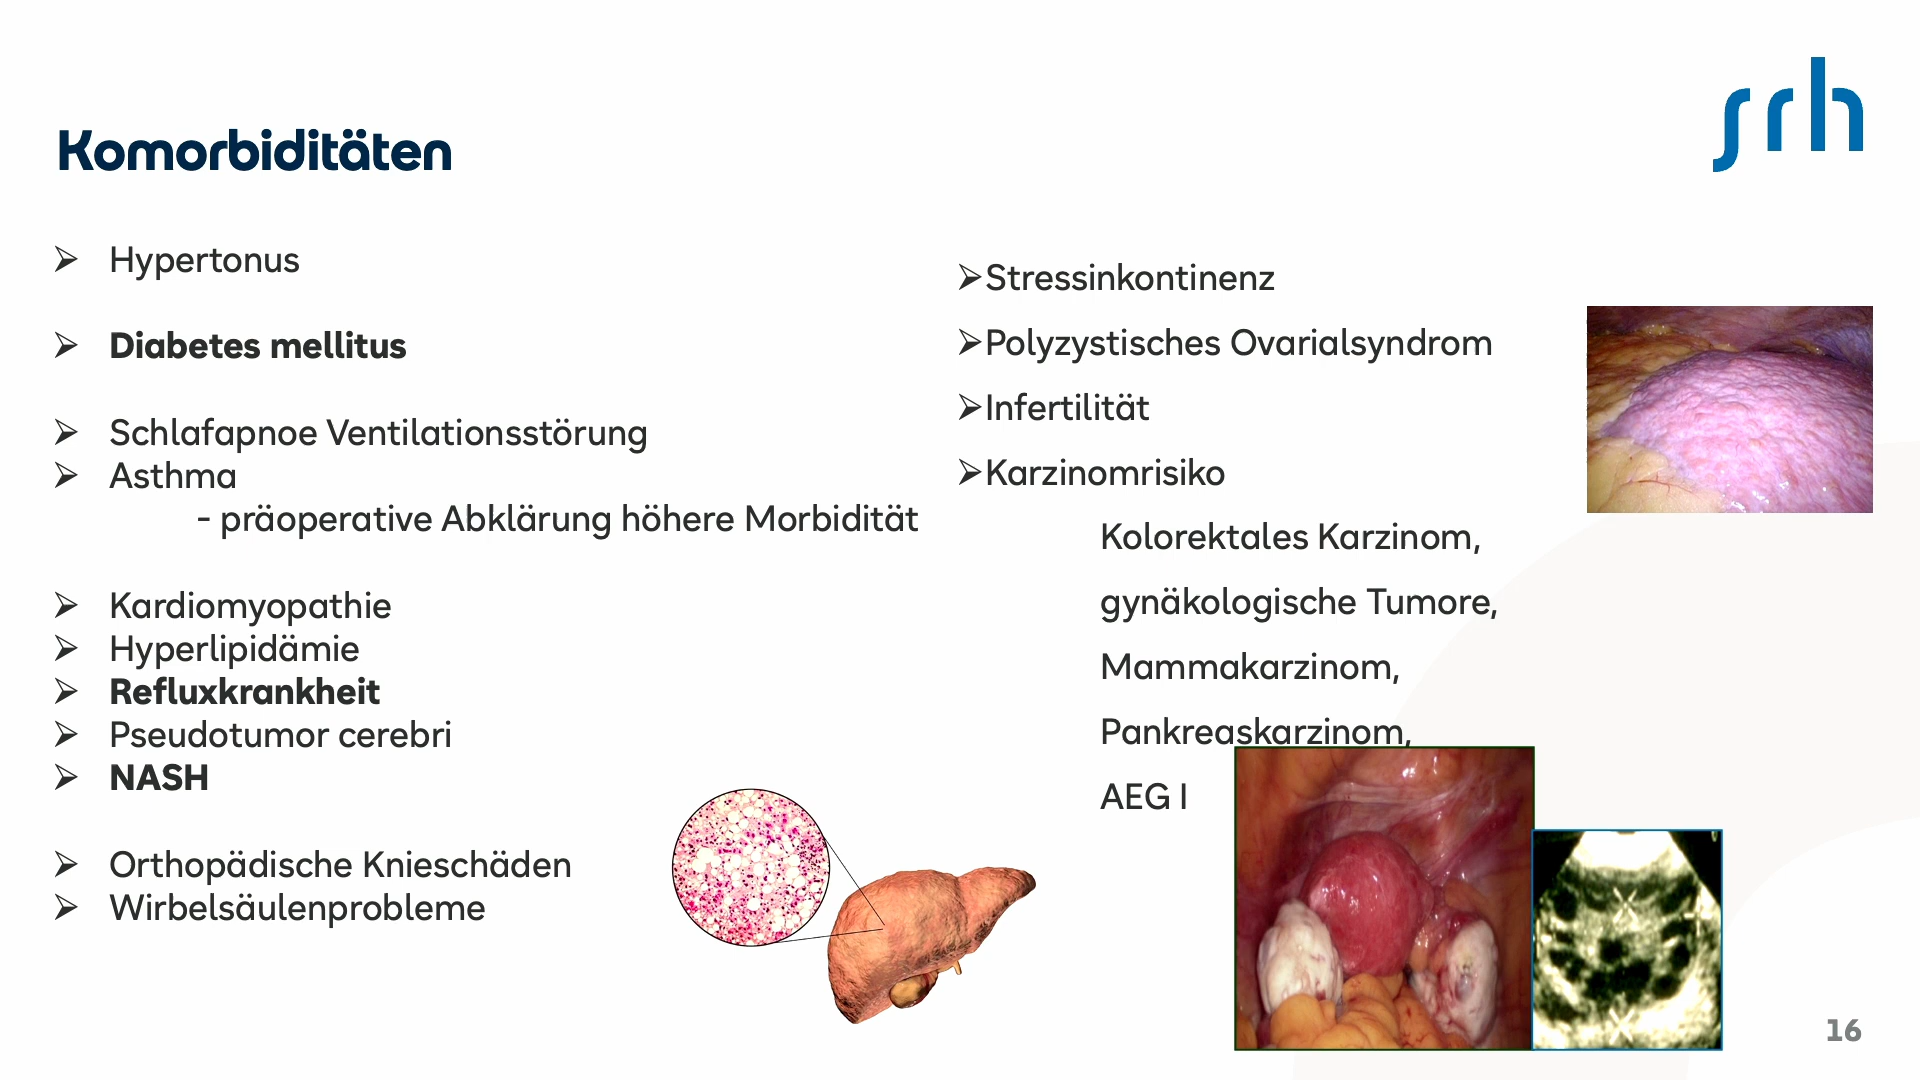 srh
Komorbiditäten
➢ Hypertonus
➢ Diabetes mellitus
➢ Schlafapnoe Ventilationsstörung
➢ Asthma
- präoperative Abklärung höhere Morbidität
➢ Kardiomyopathie
➢ Hyperlipidämie
➢ Refluxkrankheit
➢ Pseudotumor cerebri
➢ NASH
➢ Orthopädische Knieschäden
➢ Wirbelsäulenprobleme
➢Stressinkontinenz
➢Polyzystisches Ovarialsyndrom
➢Infertilität
➢Karzinomrisiko
Kolorektales Karzinom,
gynäkologische Tumore,
Mammakarzinom,
Pankreaskarzinom,
AEG I
16